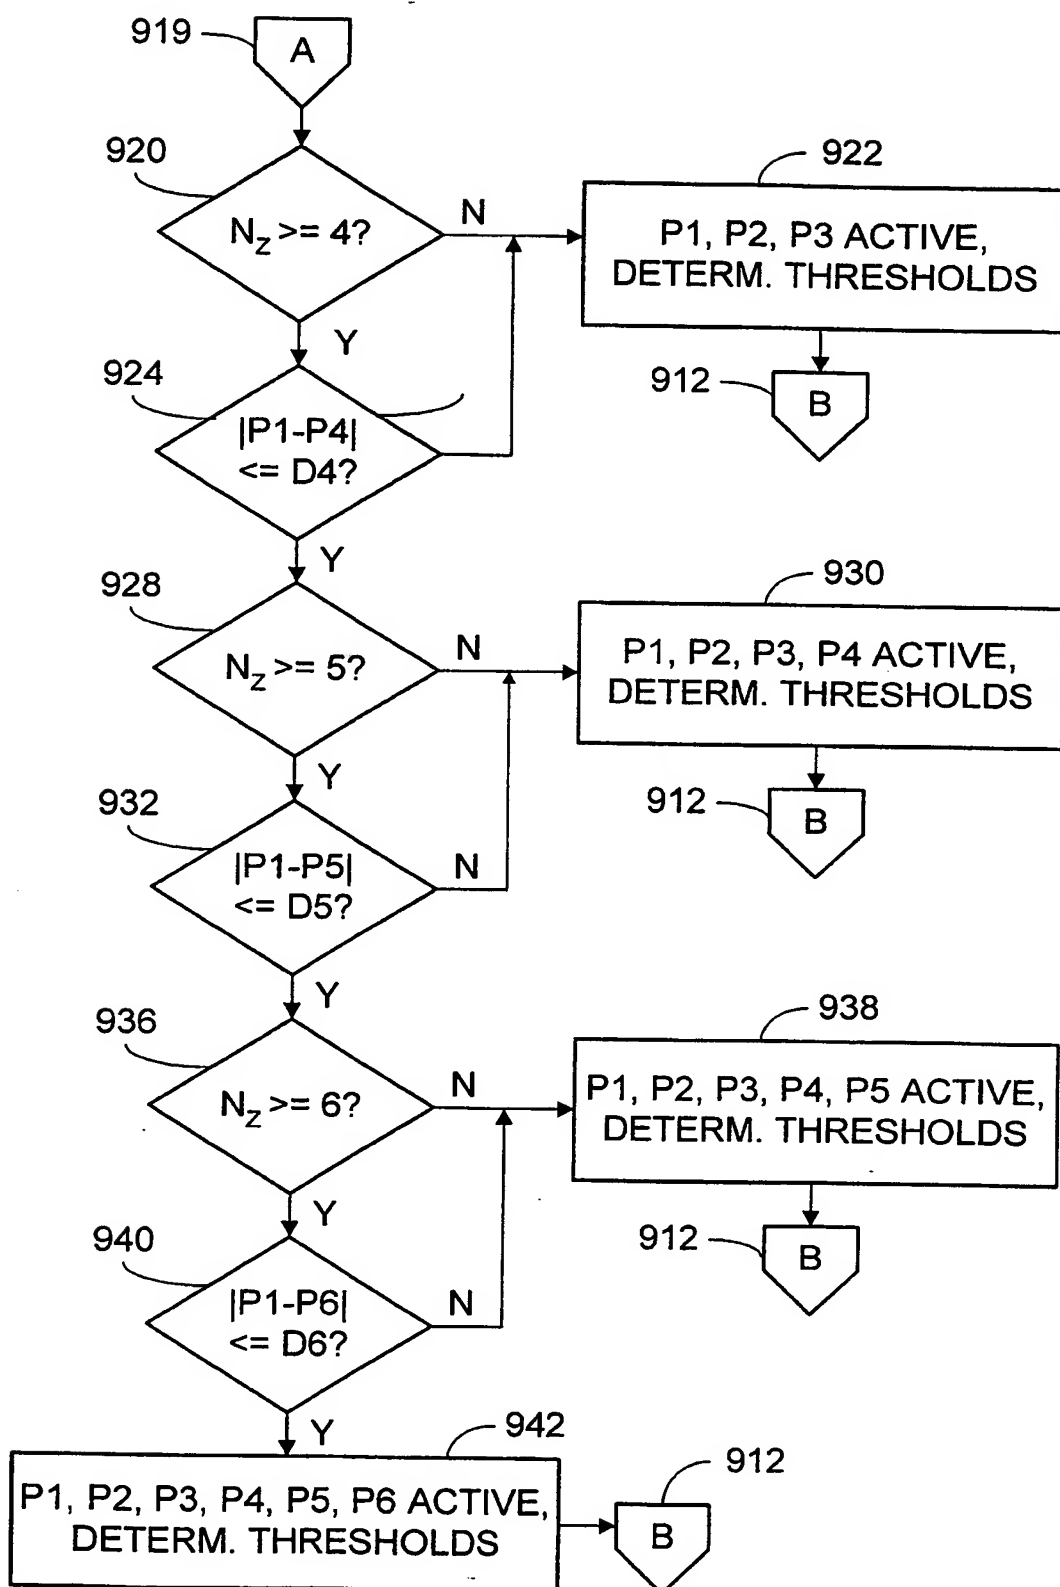 919
A
920
N_Z >= 4?
N
922
P1, P2, P3 ACTIVE,
DETERM. THRESHOLDS
Y
912
B
924
|P1-P4|
<= D4?
Y
928
N_Z >= 5?
N
930
P1, P2, P3, P4 ACTIVE,
DETERM. THRESHOLDS
Y
912
B
932
|P1-P5|
<= D5?
N
Y
936
N_Z >= 6?
N
938
P1, P2, P3, P4, P5 ACTIVE,
DETERM. THRESHOLDS
Y
912
B
940
|P1-P6|
<= D6?
N
Y
942
P1, P2, P3, P4, P5, P6 ACTIVE,
DETERM. THRESHOLDS
912
B